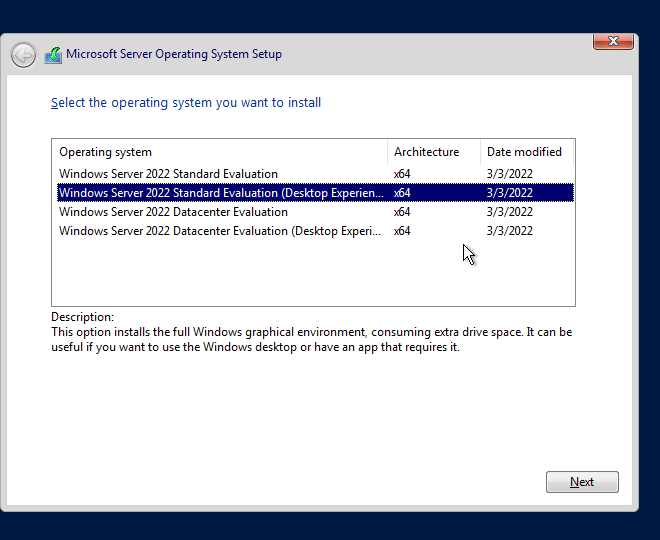 Microsoft Server Operating System Setup
Select the operating system you want to install
Operating system Architecture Date modified
Windows Server 2022 Standard Evaluation x64 3/3/2022
Windows Server 2022 Standard Evaluation (Desktop Experien... x64 3/3/2022
Windows Server 2022 Datacenter Evaluation x64 3/3/2022
Windows Server 2022 Datacenter Evaluation (Desktop Experi... x64 3/3/2022
Description:
This option installs the full Windows graphical environment, consuming extra drive space. It can be
useful if you want to use the Windows desktop or have an app that requires it.
Next